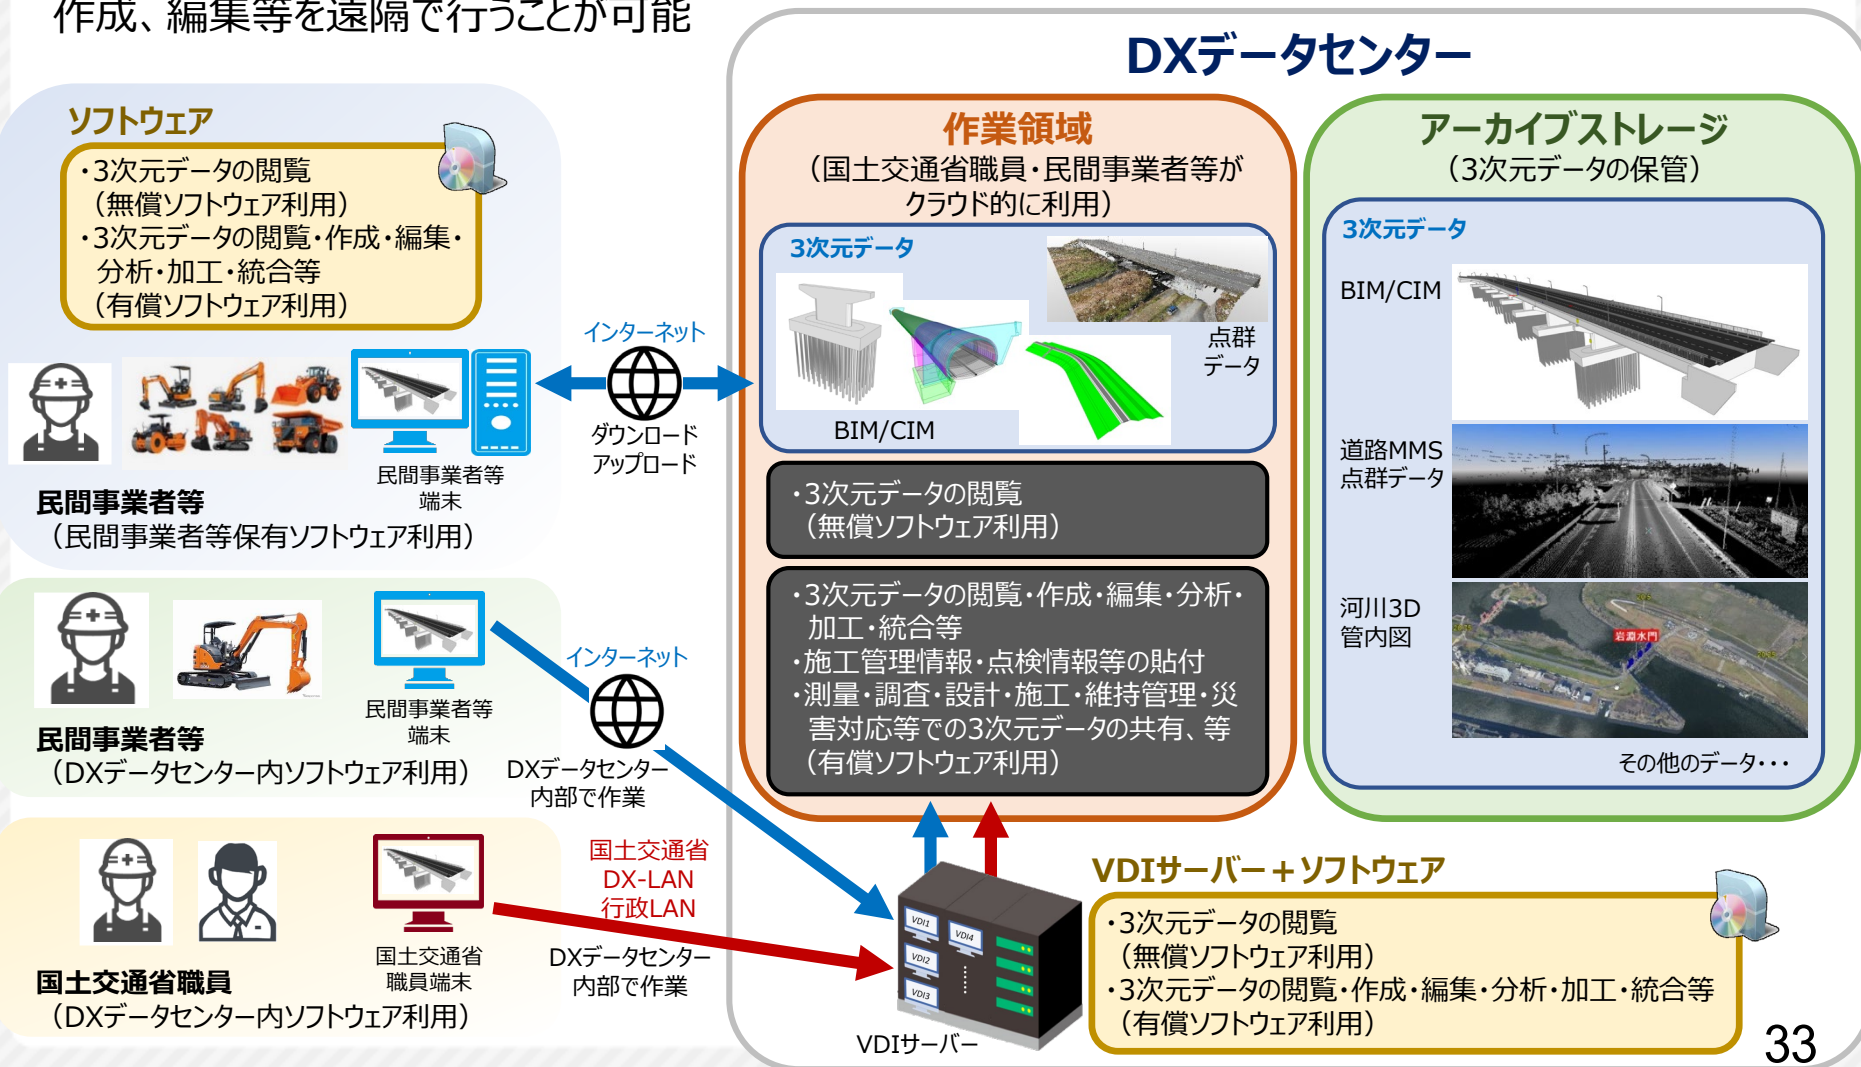 作成、編集等を遠隔で行うことが可能
DXデータセンター
ソフトウェア
・3次元データの閲覧
（無償ソフトウェア利用）
・3次元データの閲覧・作成・編集・
分析・加工・統合等
（有償ソフトウェア利用）
民間事業者等
端末
民間事業者等
（民間事業者等保有ソフトウェア利用）
インターネット
ダウンロード
アップロード
民間事業者等
端末
民間事業者等
（DXデータセンター内ソフトウェア利用）
インターネット
DXデータセンター
内部で作業
国土交通省
職員端末
国土交通省職員
（DXデータセンター内ソフトウェア利用）
国土交通省
DX-LAN
行政LAN
DXデータセンター
内部で作業
作業領域
（国土交通省職員・民間事業者等が
クラウド的に利用）
3次元データ
点群
データ
BIM/CIM
・3次元データの閲覧
（無償ソフトウェア利用）
・3次元データの閲覧・作成・編集・分析・
加工・統合等
・施工管理情報・点検情報等の貼付
・測量・調査・設計・施工・維持管理・災
害対応等での3次元データの共有、等
（有償ソフトウェア利用）
アーカイブストレージ
（3次元データの保管）
3次元データ
BIM/CIM
道路MMS
点群データ
河川3D
管内図
岩淵水門
その他のデータ・・・
VDI1
VDI4
VDI2
VDI3
VDIサーバー
VDIサーバー＋ソフトウェア
・3次元データの閲覧
（無償ソフトウェア利用）
・3次元データの閲覧・作成・編集・分析・加工・統合等
（有償ソフトウェア利用）
33